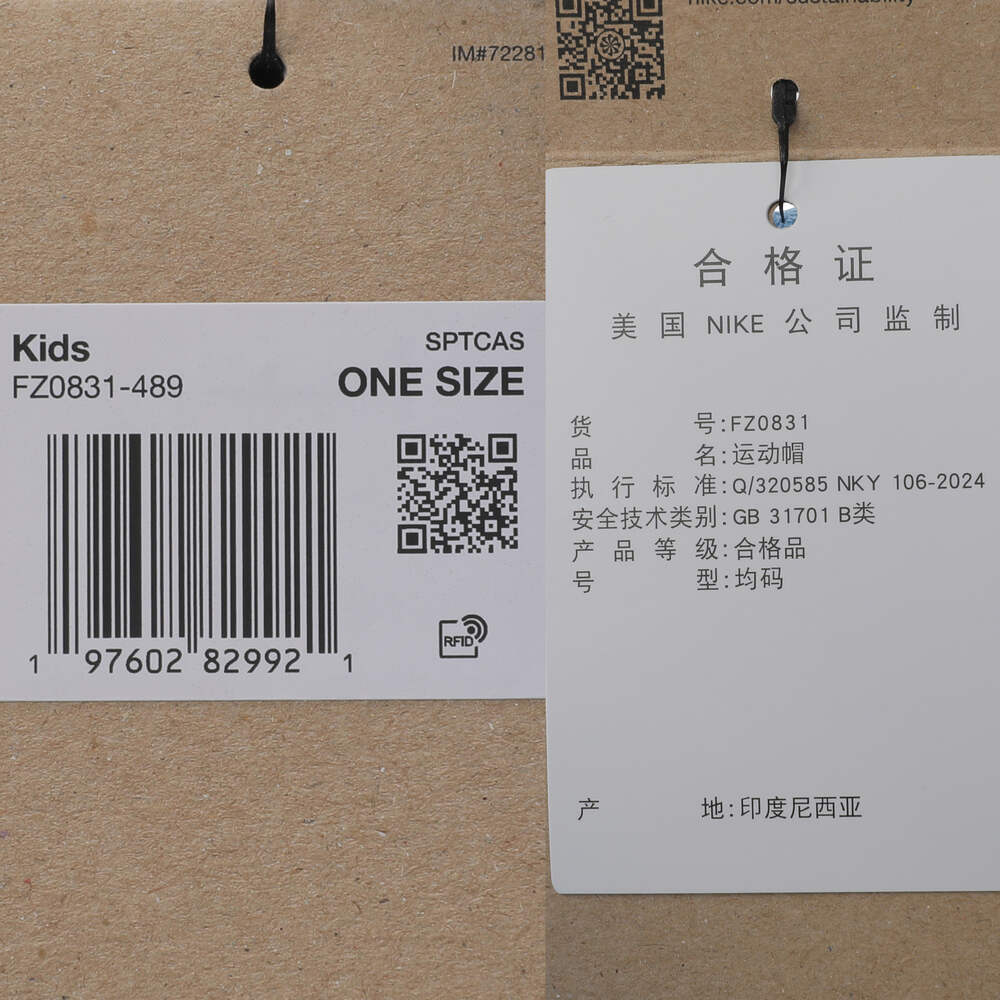 IM#72281
Kids
SPTCAS
FZ0831-489
ONE SIZE
RFID
1 97602 82992 1
nike.com/sustainability
合格证
美国 NIKE 公司监制
货号:FZ0831
品名:运动帽
执行标准:Q/320585 NKY 106-2024
安全技术类别:GB 31701 B类
产品等级:合格品
号型:均码
产地:印度尼西亚